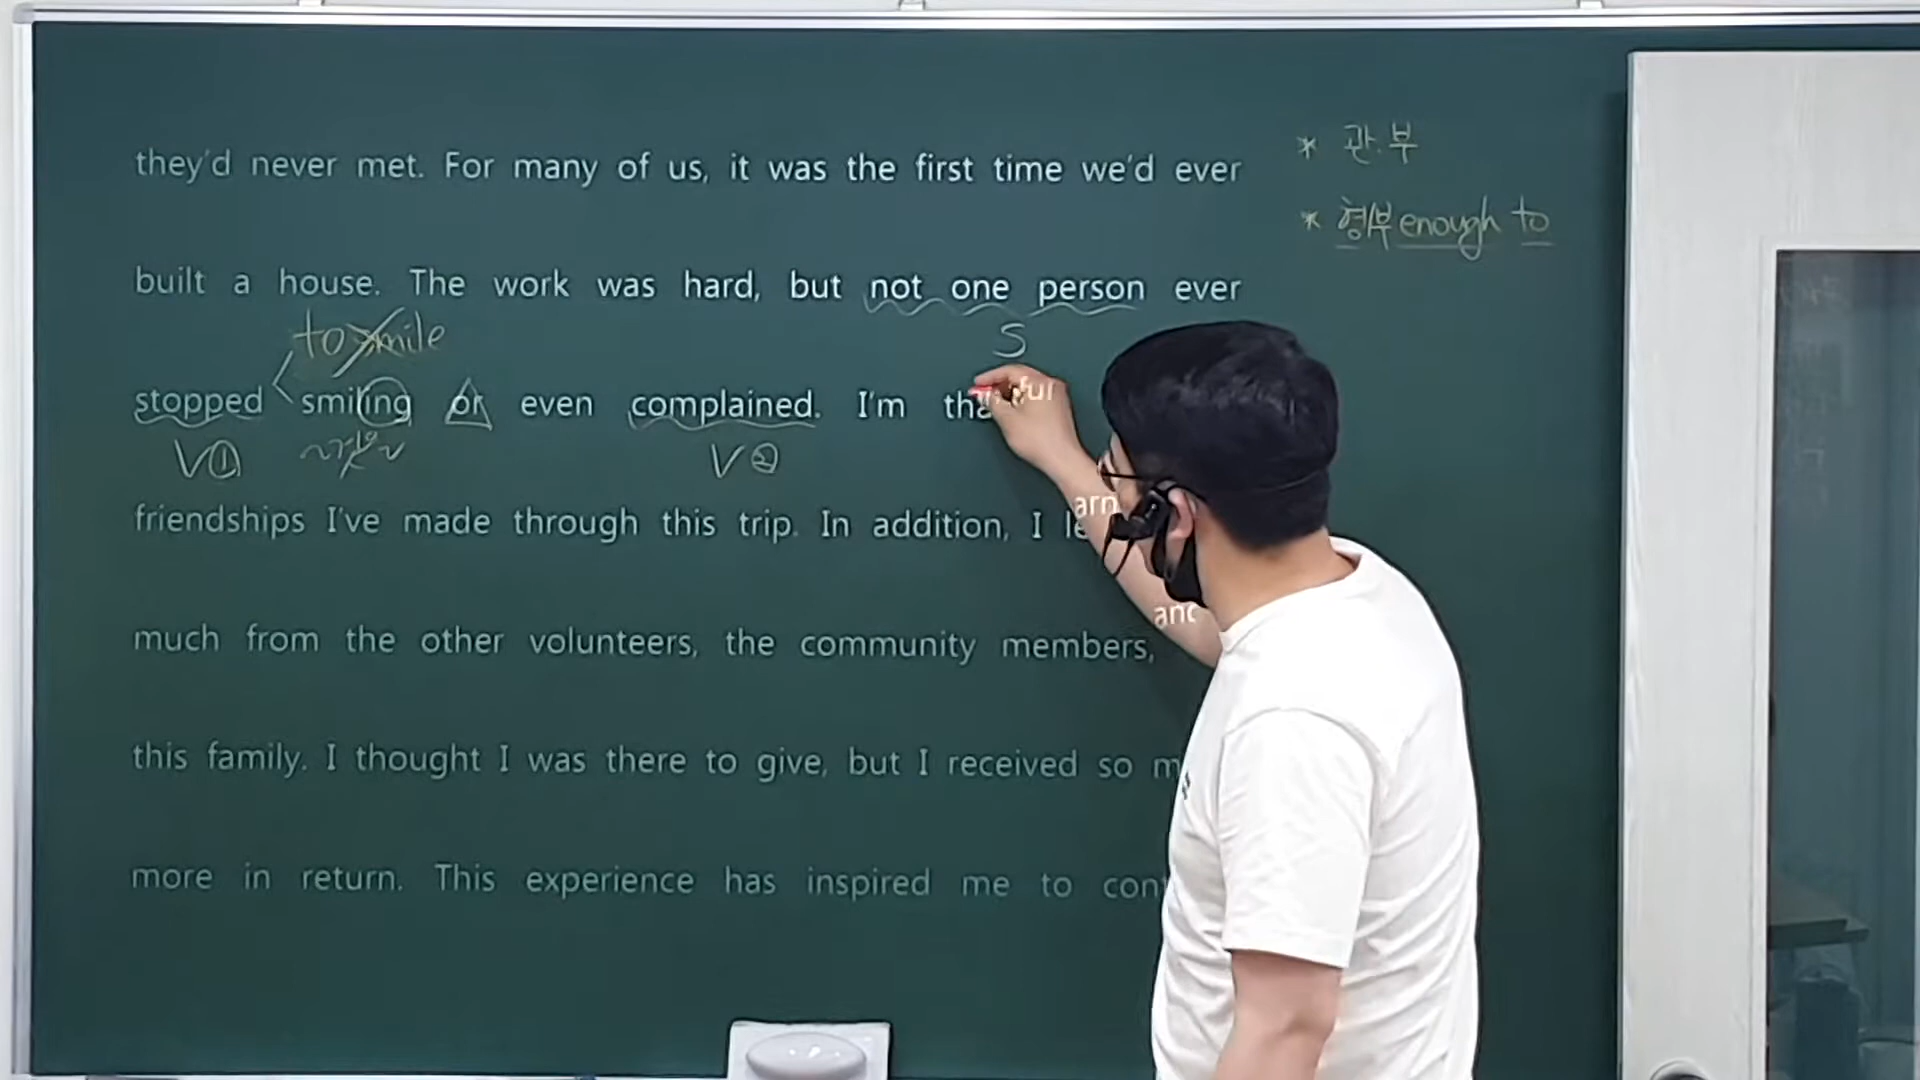 they'd never met. For many of us, it was the first time we'd ever
* 관.부
* 형부 enough to
built a house. The work was hard, but not one person ever
to smile
S
stopped smiling or even complained. I'm
V①
V②
friendships I've made through this trip. In addition, I
much from the other volunteers, the community members, and
this family. I thought I was there to give, but I received so
more in return. This experience has inspired me to